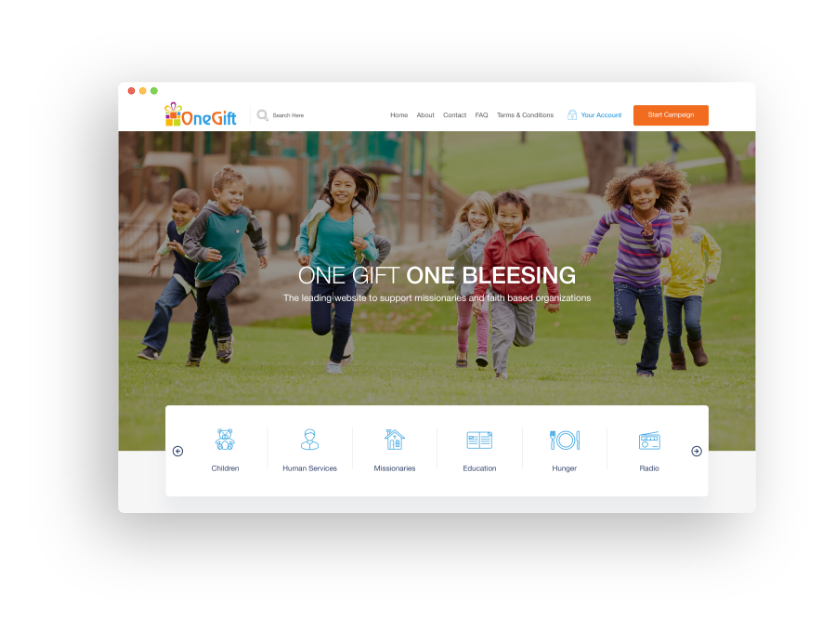 OneGift
Search Here
Home About Contact FAQ Terms & Conditions Your Account Start Campaign
ONE GIFT ONE BLEESING
The leading website to support missionaries and faith based organizations
Children Human Services Missionaries Education Hunger Radio